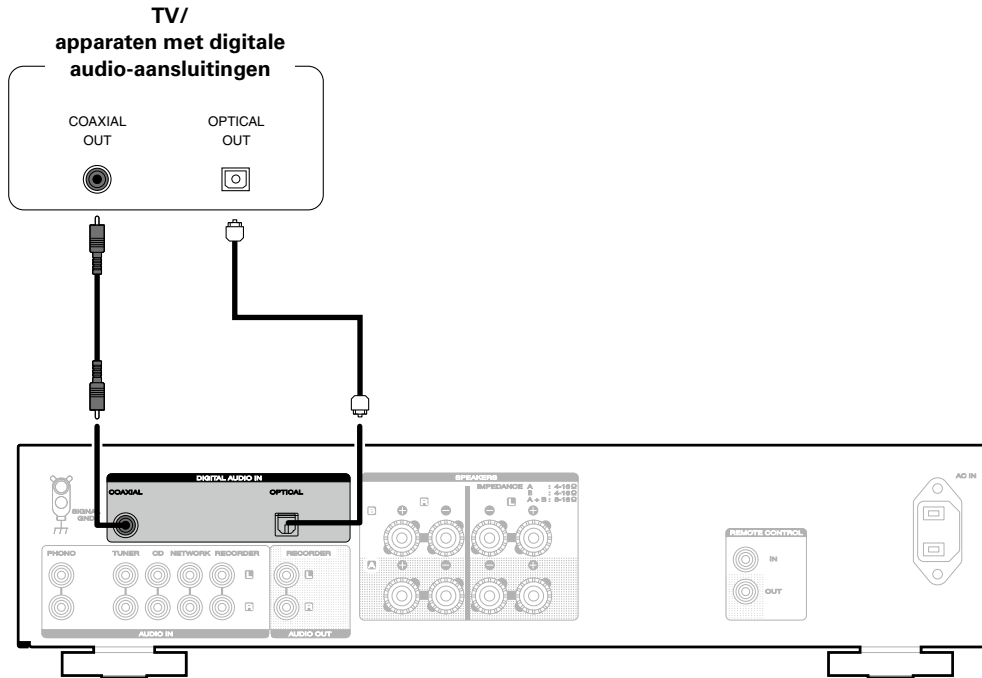 TV/
apparaten met digitale
audio-aansluitingen
COAXIAL
OUT
OPTICAL
OUT
DIGITAL AUDIO IN
COAXIAL
OPTICAL
SIGNAL
GND
SPEAKERS
IMPEDANCE A : 4-16Ω
B : 4-16Ω
A + B : 8-16Ω
R
L
B
A
AC IN
REMOTE CONTROL
IN
OUT
PHONO
TUNER
CD
NETWORK
RECORDER
RECORDER
L
L
R
R
AUDIO IN
AUDIO OUT